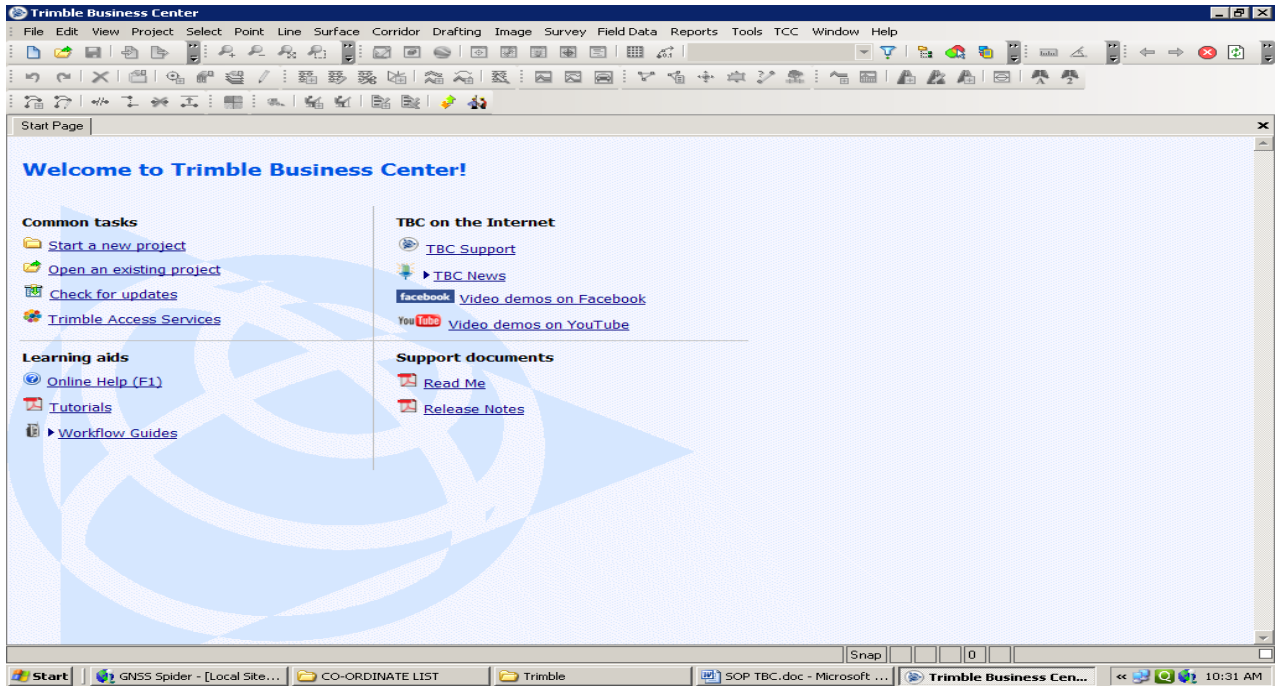 Trimble Business Center
File Edit View Project Select Point Line Surface Corridor Drafting Image Survey Field Data Reports Tools TCC Window Help
Start Page
Welcome to Trimble Business Center!
Common tasks
Start a new project
Open an existing project
Check for updates
Trimble Access Services
TBC on the Internet
TBC Support
TBC News
facebook Video demos on Facebook
YouTube Video demos on YouTube
Learning aids
Online Help (F1)
Tutorials
Workflow Guides
Support documents
Read Me
Release Notes
Snap 0
Start GNSS Spider - [Local Site... CO-ORDINATE LIST Trimble SOP TBC.doc - Microsoft ... Trimble Business Cen... « 10:31 AM